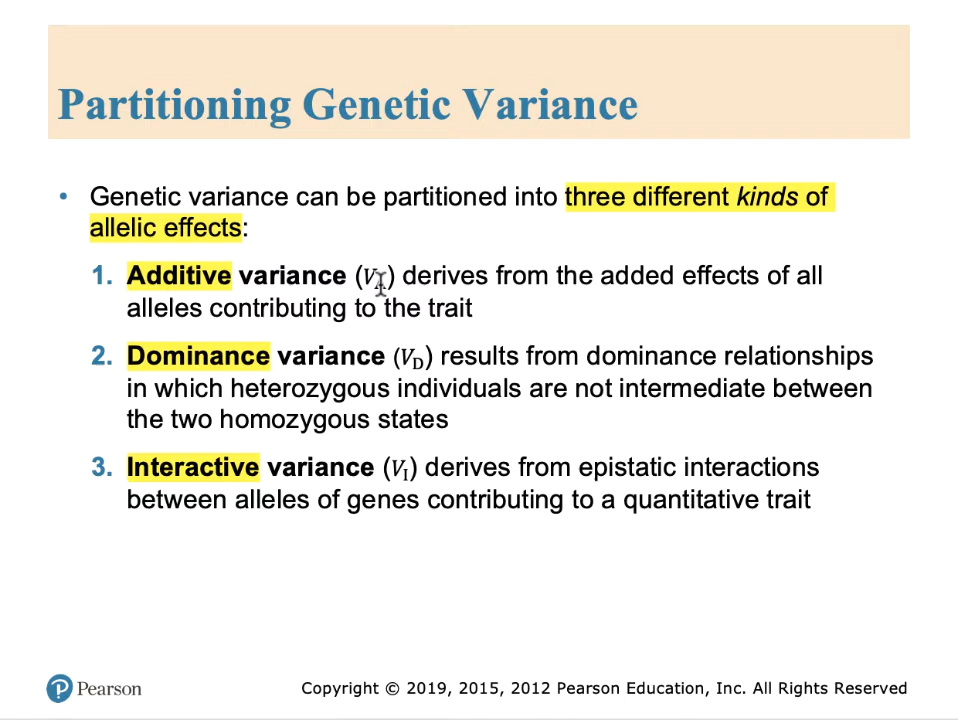 Partitioning Genetic Variance
• Genetic variance can be partitioned into three different kinds of
allelic effects:
1. Additive variance (V_A) derives from the added effects of all
alleles contributing to the trait
2. Dominance variance (V_D) results from dominance relationships
in which heterozygous individuals are not intermediate between
the two homozygous states
3. Interactive variance (V_I) derives from epistatic interactions
between alleles of genes contributing to a quantitative trait
Pearson
Copyright © 2019, 2015, 2012 Pearson Education, Inc. All Rights Reserved